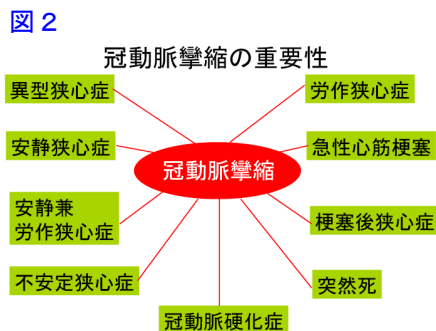 図２
冠動脈攣縮の重要性
異型狭心症
労作狭心症
安静狭心症
急性心筋梗塞
冠動脈攣縮
安静兼
労作狭心症
梗塞後狭心症
不安定狭心症
突然死
冠動脈硬化症